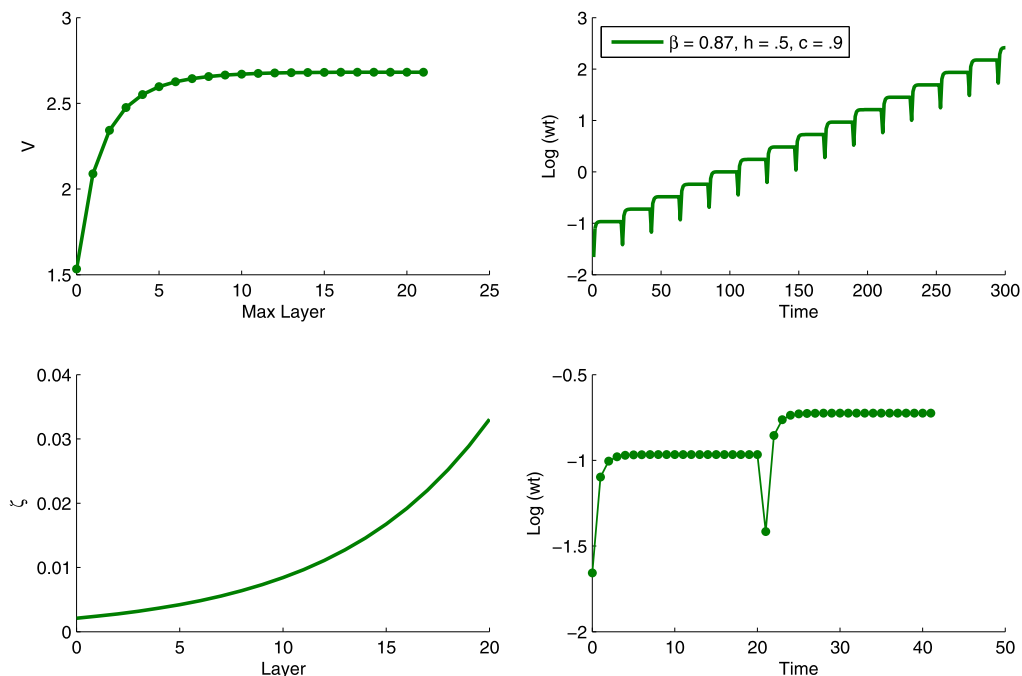 3
2.5
V
2
1.5
0 5 10 15 20 25
Max Layer
3
β = 0.87, h = .5, c = .9
2
1
Log (wt)
0
−1
−2
0 50 100 150 200 250 300
Time
0.04
0.03
ζ
0.02
0.01
0
0 5 10 15 20
Layer
−0.5
−1
Log (wt)
−1.5
−2
0 10 20 30 40 50
Time